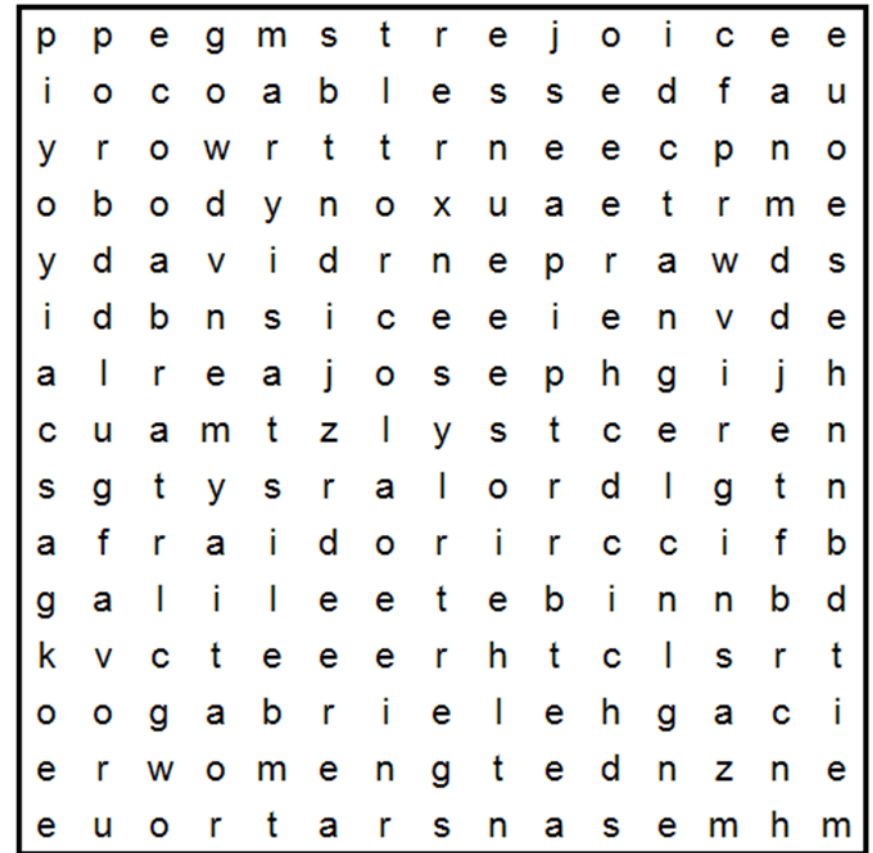 p p e g m s t r e j o i c e e
i o c o a b l e s s e d f a u
y r o w r t t r n e e c p n o
o b o d y n o x u a e t r m e
y d a v i d r n e p r a w d s
i d b n s i c e e i e n v d e
a l r e a j o s e p h g i j h
c u a m t z l y s t c e r e n
s g t y s r a l o r d l g t n
a f r a i d o r i r c c i f b
g a l i l e e t e b i n n b d
k v c t e e e r h t c l s r t
o o g a b r i e l e h g a c i
e r w o m e n g t e d n z n e
e u o r t a r s n a s e m h m